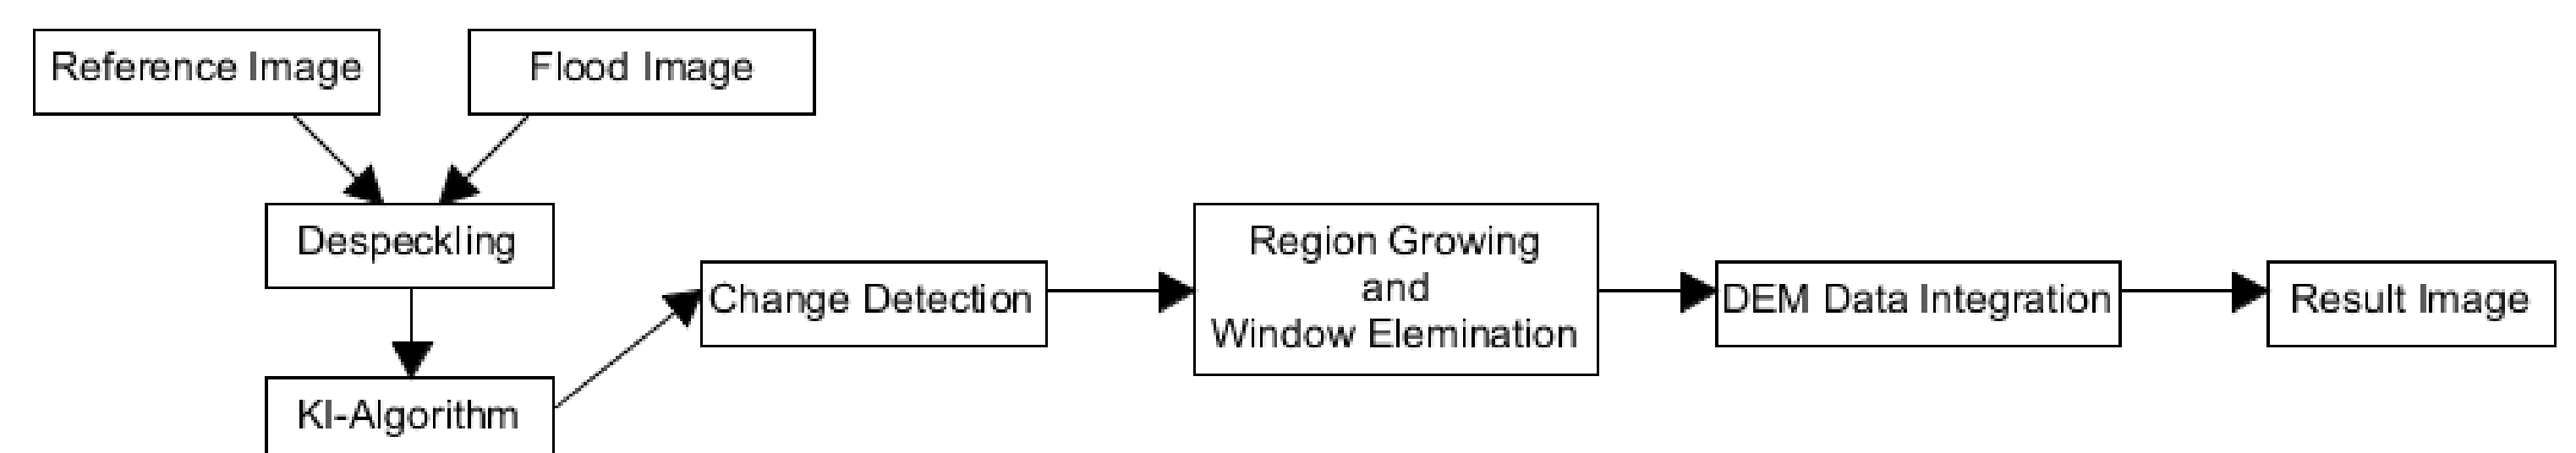 Reference Image
Flood Image
Despeckling
KI-Algorithm
Change Detection
Region Growing
and
Window Elemination
DEM Data Integration
Result Image